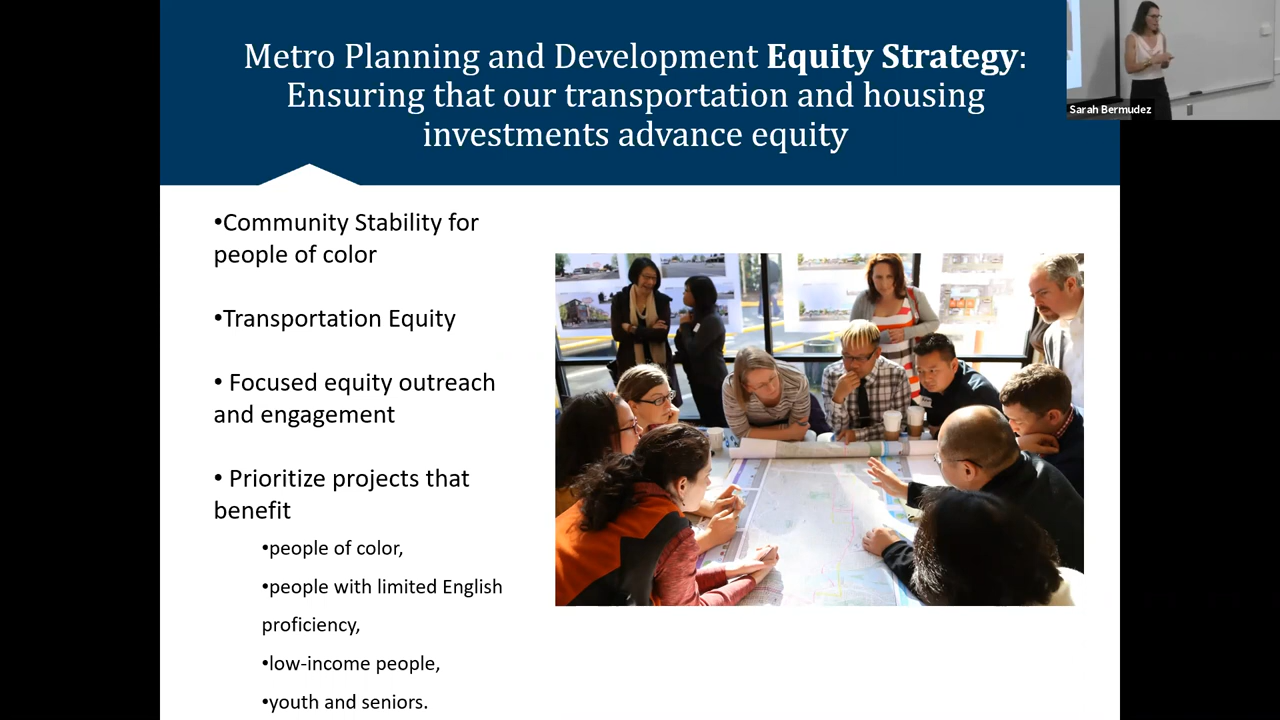 Metro Planning and Development Equity Strategy:
Ensuring that our transportation and housing
investments advance equity
Sarah Bermudez
•Community Stability for
people of color
•Transportation Equity
• Focused equity outreach
and engagement
• Prioritize projects that
benefit
•people of color,
•people with limited English
proficiency,
•low-income people,
•youth and seniors.